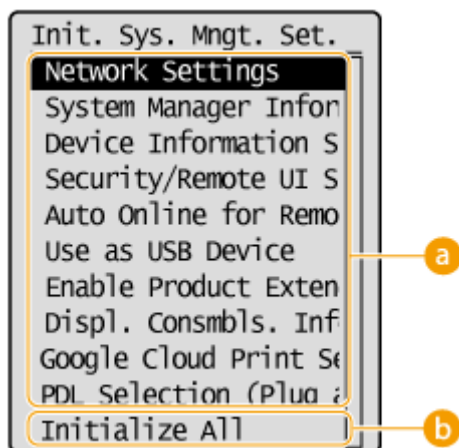 Init. Sys. Mngt. Set.
Network Settings
System Manager Infor
Device Information S
Security/Remote UI S
Auto Online for Remo
Use as USB Device
Enable Product Exten
Displ. Consmbls. Inf
Google Cloud Print Se
PDL Selection (Plug a
Initialize All
a
b